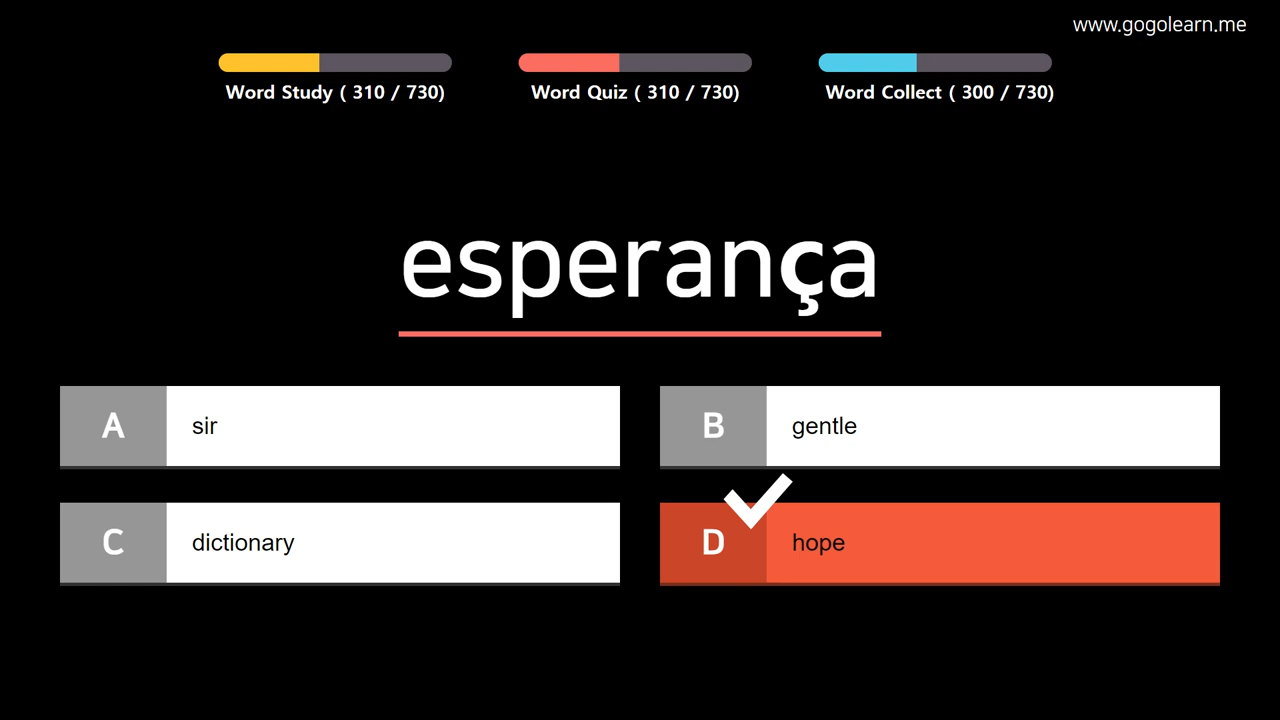 www.gogolearn.me
Word Study ( 310 / 730)
Word Quiz ( 310 / 730)
Word Collect ( 300 / 730)
esperança
A sir
B gentle
C dictionary
D hope